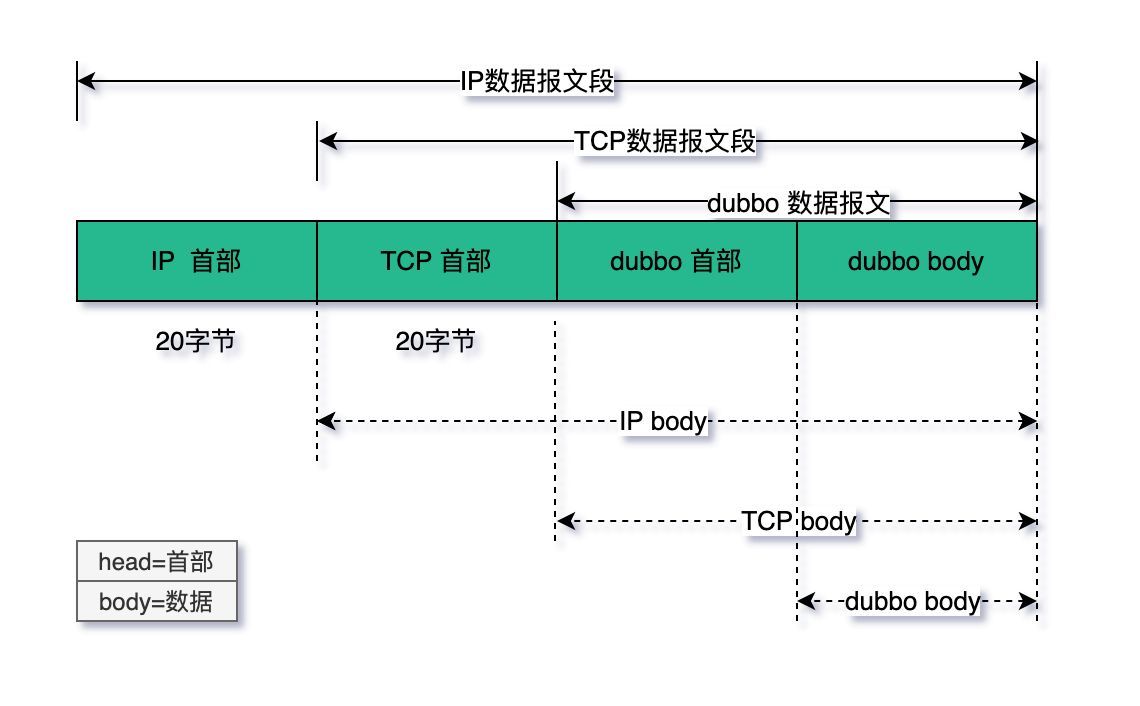 IP数据报文段
TCP数据报文段
dubbo 数据报文
IP 首部
TCP 首部
dubbo 首部
dubbo body
20字节
20字节
IP body
TCP body
dubbo body
head=首部
body=数据